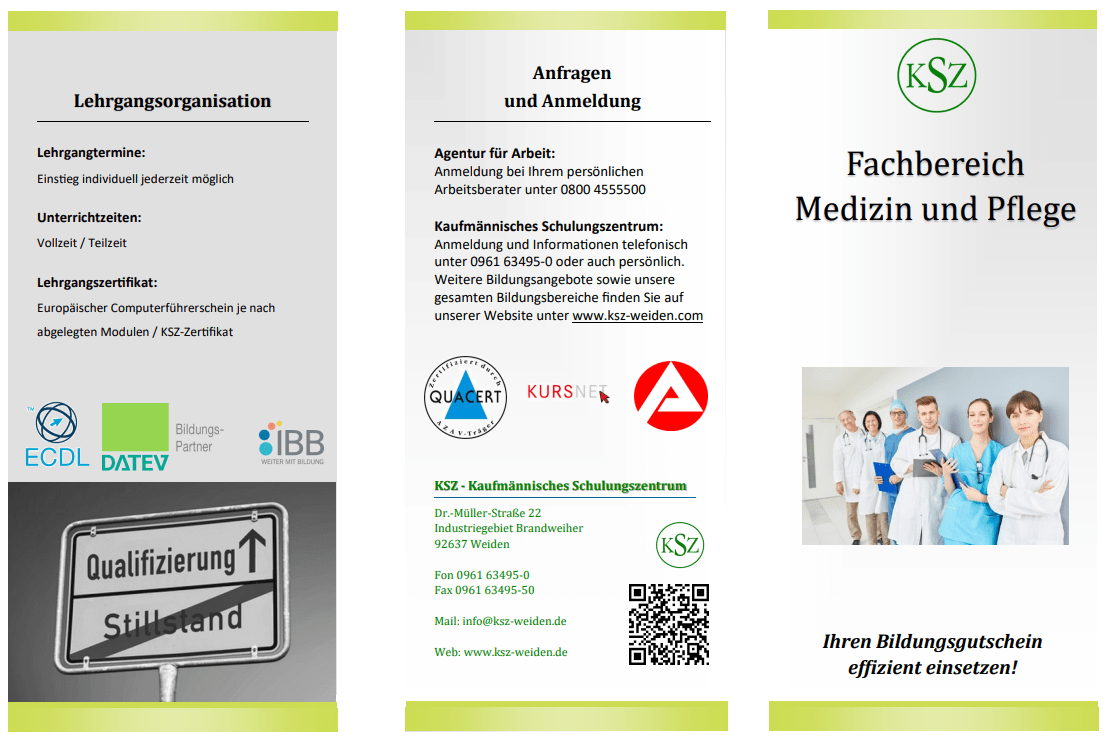 Lehrgangsorganisation
Lehrgangtermine:
Einstieg individuell jederzeit möglich
Unterrichtzeiten:
Vollzeit / Teilzeit
Lehrgangszertifikat:
Europäischer Computerführerschein je nach
abgelegten Modulen / KSZ-Zertifikat
TM
ECDL
DATEV
Bildungs-
Partner
iBB
WEITER MIT BILDUNG
Qualifizierung
Stillstand
Anfragen
und Anmeldung
Agentur für Arbeit:
Anmeldung bei Ihrem persönlichen
Arbeitsberater unter 0800 4555500
Kaufmännisches Schulungszentrum:
Anmeldung und Informationen telefonisch
unter 0961 63495-0 oder auch persönlich.
Weitere Bildungsangebote sowie unsere
gesamten Bildungsbereiche finden Sie auf
unserer Website unter www.ksz-weiden.com
Zertifiziert durch
QUACERT
AZAV-Träger
KURSNET
KSZ - Kaufmännisches Schulungszentrum
Dr.-Müller-Straße 22
Industriegebiet Brandweiher
92637 Weiden
Fon 0961 63495-0
Fax 0961 63495-50
Mail: info@ksz-weiden.de
Web: www.ksz-weiden.de
KSZ
KSZ
Fachbereich
Medizin und Pflege
Ihren Bildungsgutschein
effizient einsetzen!